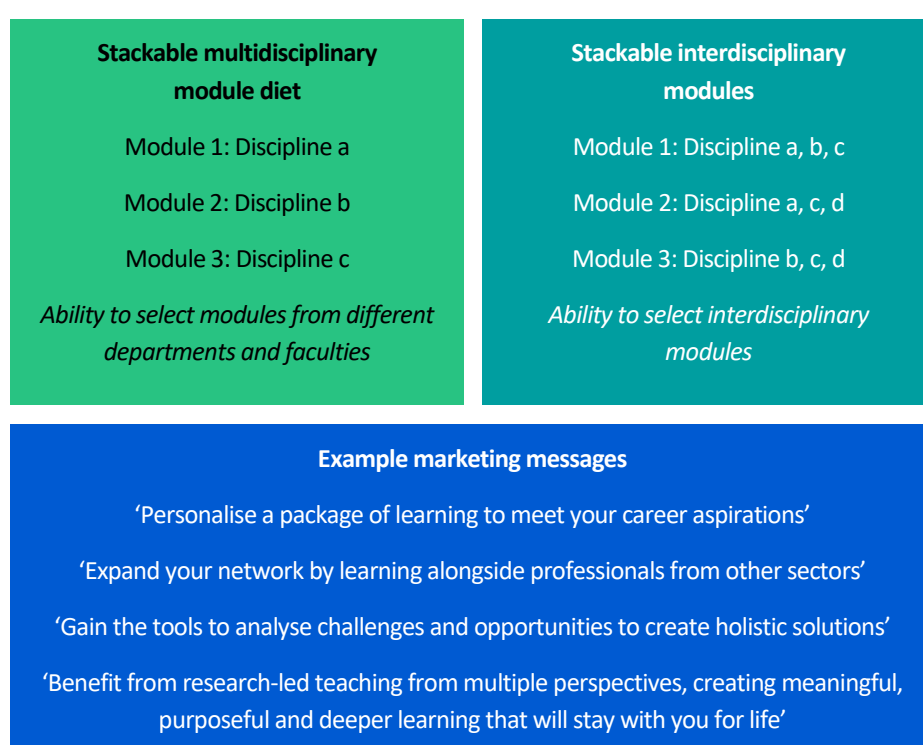 Stackable multidisciplinary
module diet
Module 1: Discipline a
Module 2: Discipline b
Module 3: Discipline c
Ability to select modules from different
departments and faculties
Stackable interdisciplinary
modules
Module 1: Discipline a, b, c
Module 2: Discipline a, c, d
Module 3: Discipline b, c, d
Ability to select interdisciplinary
modules
Example marketing messages
‘Personalise a package of learning to meet your career aspirations’
‘Expand your network by learning alongside professionals from other sectors’
‘Gain the tools to analyse challenges and opportunities to create holistic solutions’
‘Benefit from research-led teaching from multiple perspectives, creating meaningful,
purposeful and deeper learning that will stay with you for life’